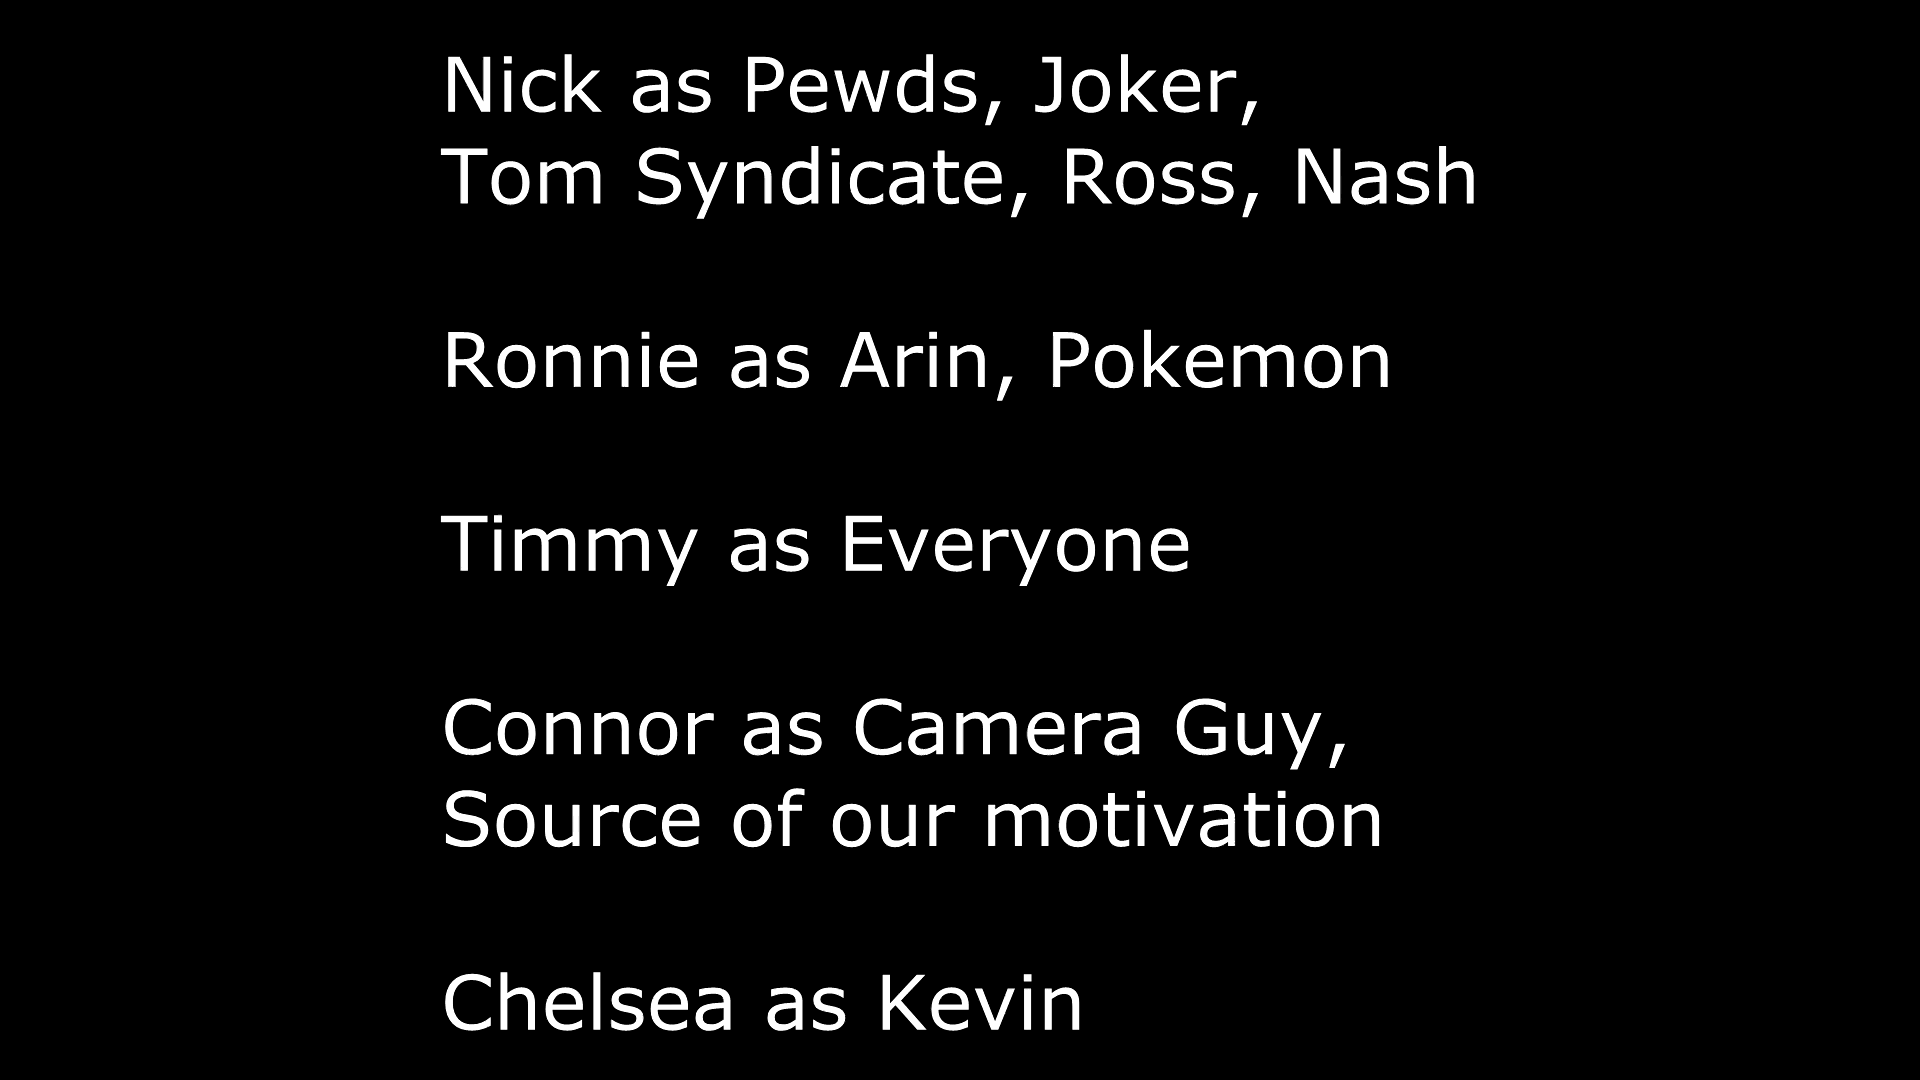 Nick as Pewds, Joker,
Tom Syndicate, Ross, Nash
Ronnie as Arin, Pokemon
Timmy as Everyone
Connor as Camera Guy,
Source of our motivation
Chelsea as Kevin